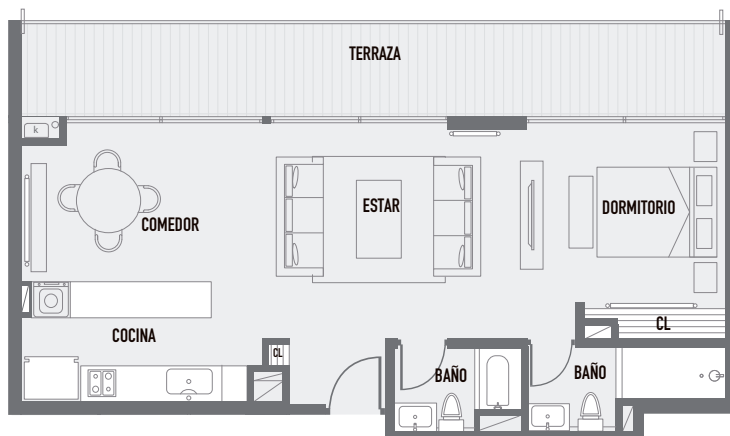 TERRAZA
k
COMEDOR
ESTAR
DORMITORIO
COCINA
CL
CL
BAÑO
BAÑO